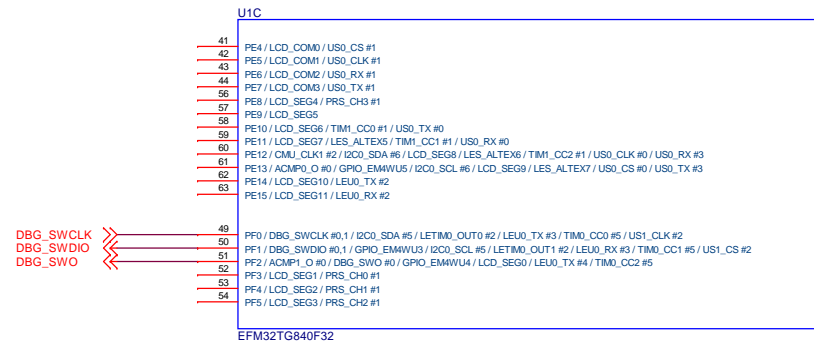 U1C
41 PE4 / LCD_COM0 / US0_CS #1
42 PE5 / LCD_COM1 / US0_CLK #1
43 PE6 / LCD_COM2 / US0_RX #1
44 PE7 / LCD_COM3 / US0_TX #1
56 PE8 / LCD_SEG4 / PRS_CH3 #1
57 PE9 / LCD_SEG5
58 PE10 / LCD_SEG6 / TIM1_CC0 #1 / US0_TX #0
59 PE11 / LCD_SEG7 / LES_ALTEX5 / TIM1_CC1 #1 / US0_RX #0
60 PE12 / CMU_CLK1 #2 / I2C0_SDA #6 / LCD_SEG8 / LES_ALTEX6 / TIM1_CC2 #1 / US0_CLK #0 / US0_RX #3
61 PE13 / ACMP0_O #0 / GPIO_EM4WU5 / I2C0_SCL #6 / LCD_SEG9 / LES_ALTEX7 / US0_CS #0 / US0_TX #3
62 PE14 / LCD_SEG10 / LEU0_TX #2
63 PE15 / LCD_SEG11 / LEU0_RX #2
DBG_SWCLK 49 PF0 / DBG_SWCLK #0,1 / I2C0_SDA #5 / LETIM0_OUT0 #2 / LEU0_TX #3 / TIM0_CC0 #5 / US1_CLK #2
DBG_SWDIO 50 PF1 / DBG_SWDIO #0,1 / GPIO_EM4WU3 / I2C0_SCL #5 / LETIM0_OUT1 #2 / LEU0_RX #3 / TIM0_CC1 #5 / US1_CS #2
DBG_SWO 51 PF2 / ACMP1_O #0 / DBG_SWO #0 / GPIO_EM4WU4 / LCD_SEG0 / LEU0_TX #4 / TIM0_CC2 #5
52 PF3 / LCD_SEG1 / PRS_CH0 #1
53 PF4 / LCD_SEG2 / PRS_CH1 #1
54 PF5 / LCD_SEG3 / PRS_CH2 #1
EFM32TG840F32